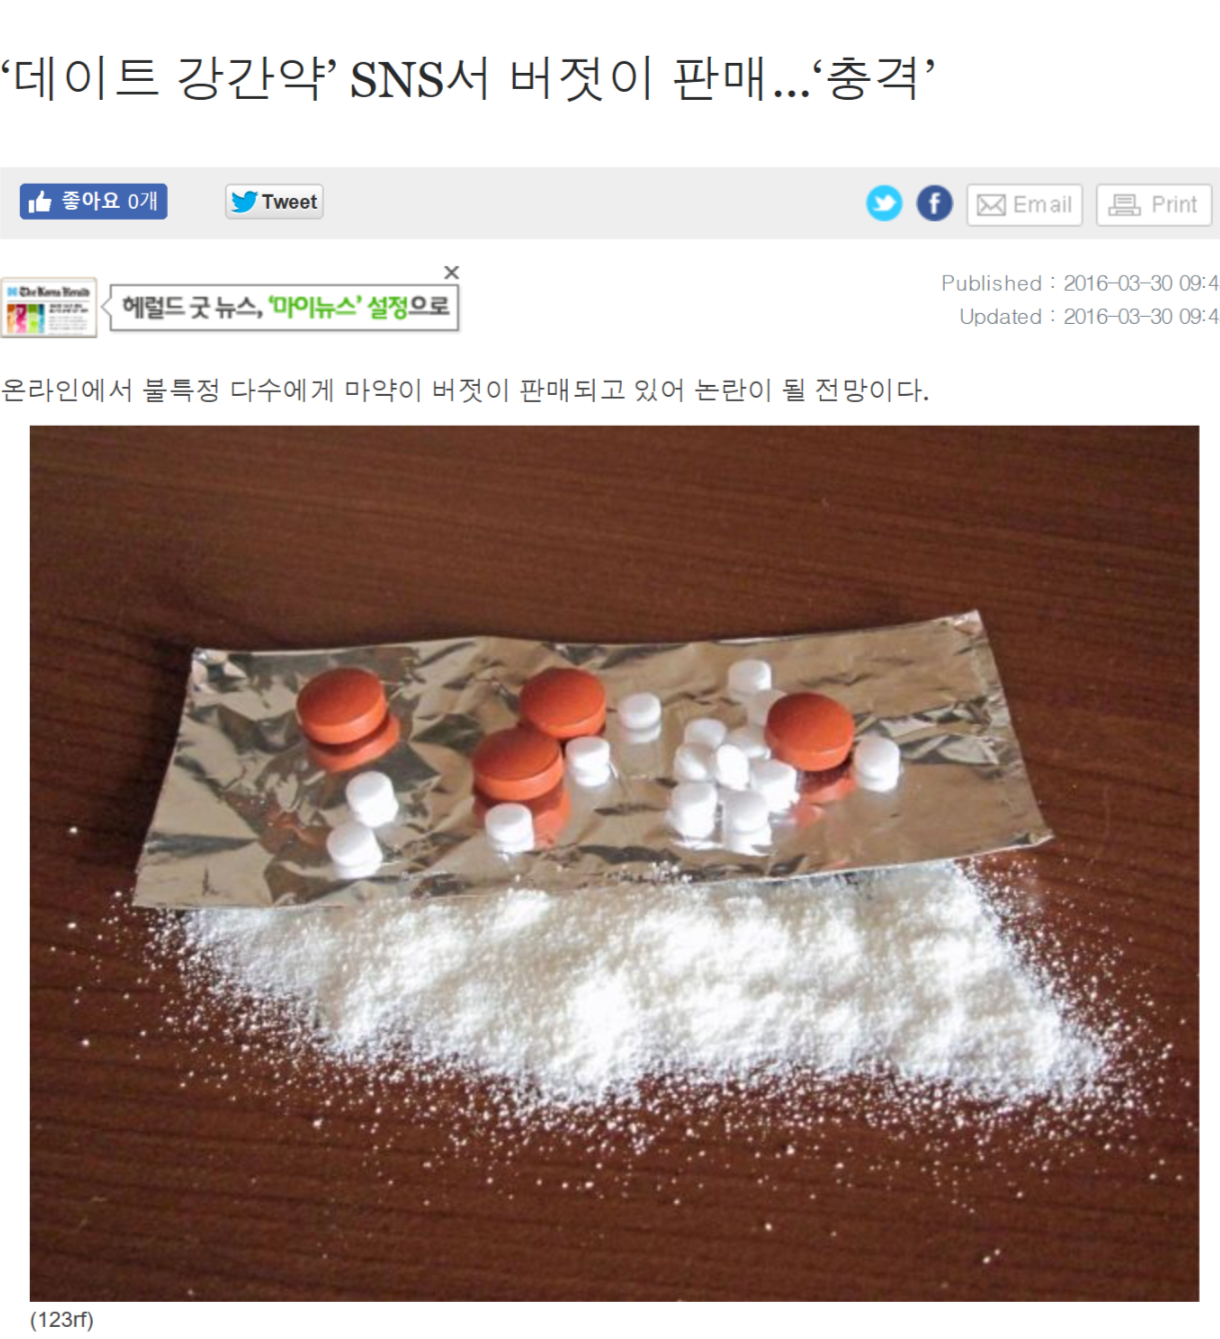 ‘데이트 강간약’ SNS서 버젓이 판매...‘충격’
좋아요 0개
Tweet
Email
Print
The Korea Herald
헤럴드 굿 뉴스, ‘마이뉴스’ 설정으로
Published : 2016-03-30 09:4
Updated : 2016-03-30 09:4
온라인에서 불특정 다수에게 마약이 버젓이 판매되고 있어 논란이 될 전망이다.
(123rf)